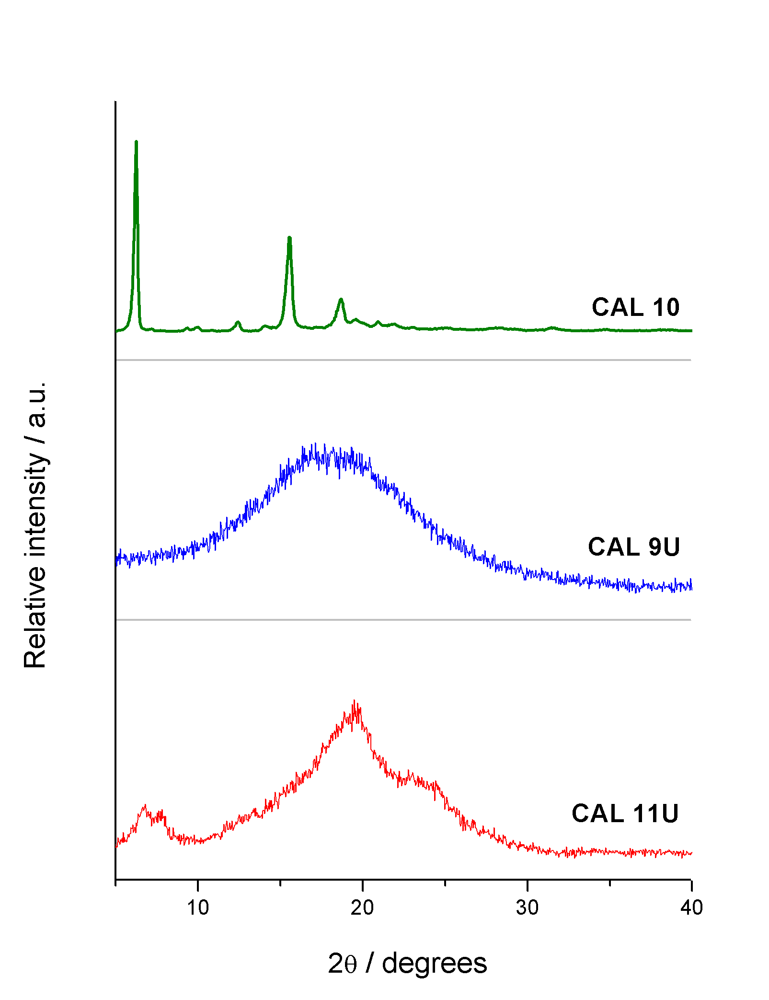 CAL 10
CAL 9U
CAL 11U
Relative intensity / a.u.
10 20 30 40
2θ / degrees